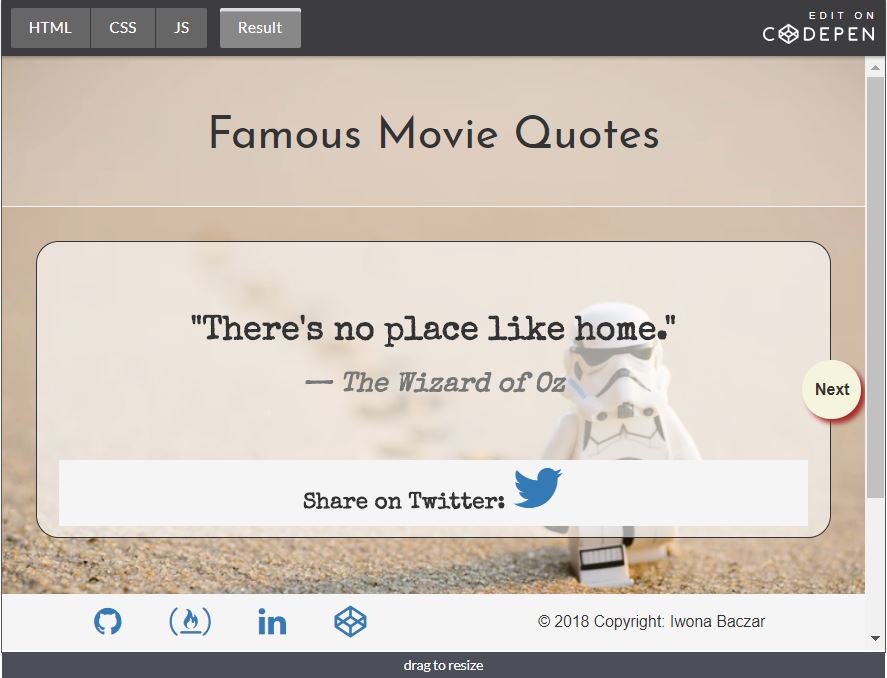 HTML CSS JS Result
EDIT ON
CODEPEN
Famous Movie Quotes
"There's no place like home."
— The Wizard of Oz
Next
Share on Twitter:
in
© 2018 Copyright: Iwona Baczar
drag to resize